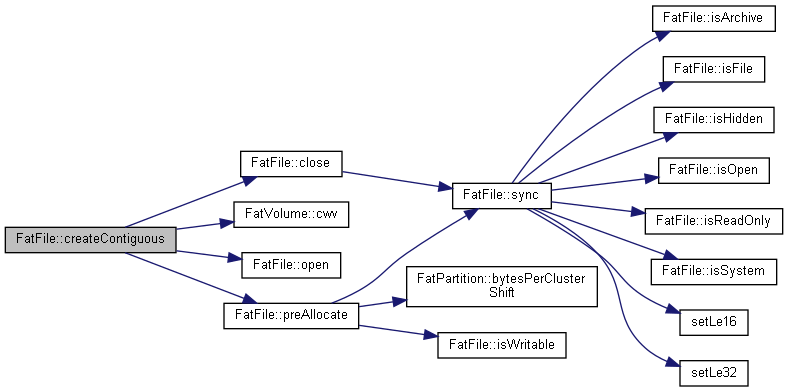 FatFile::createContiguous
FatFile::close
FatVolume::cwv
FatFile::open
FatFile::preAllocate
FatFile::sync
FatPartition::bytesPerCluster
Shift
FatFile::isWritable
FatFile::isArchive
FatFile::isFile
FatFile::isHidden
FatFile::isOpen
FatFile::isReadOnly
FatFile::isSystem
setLe16
setLe32